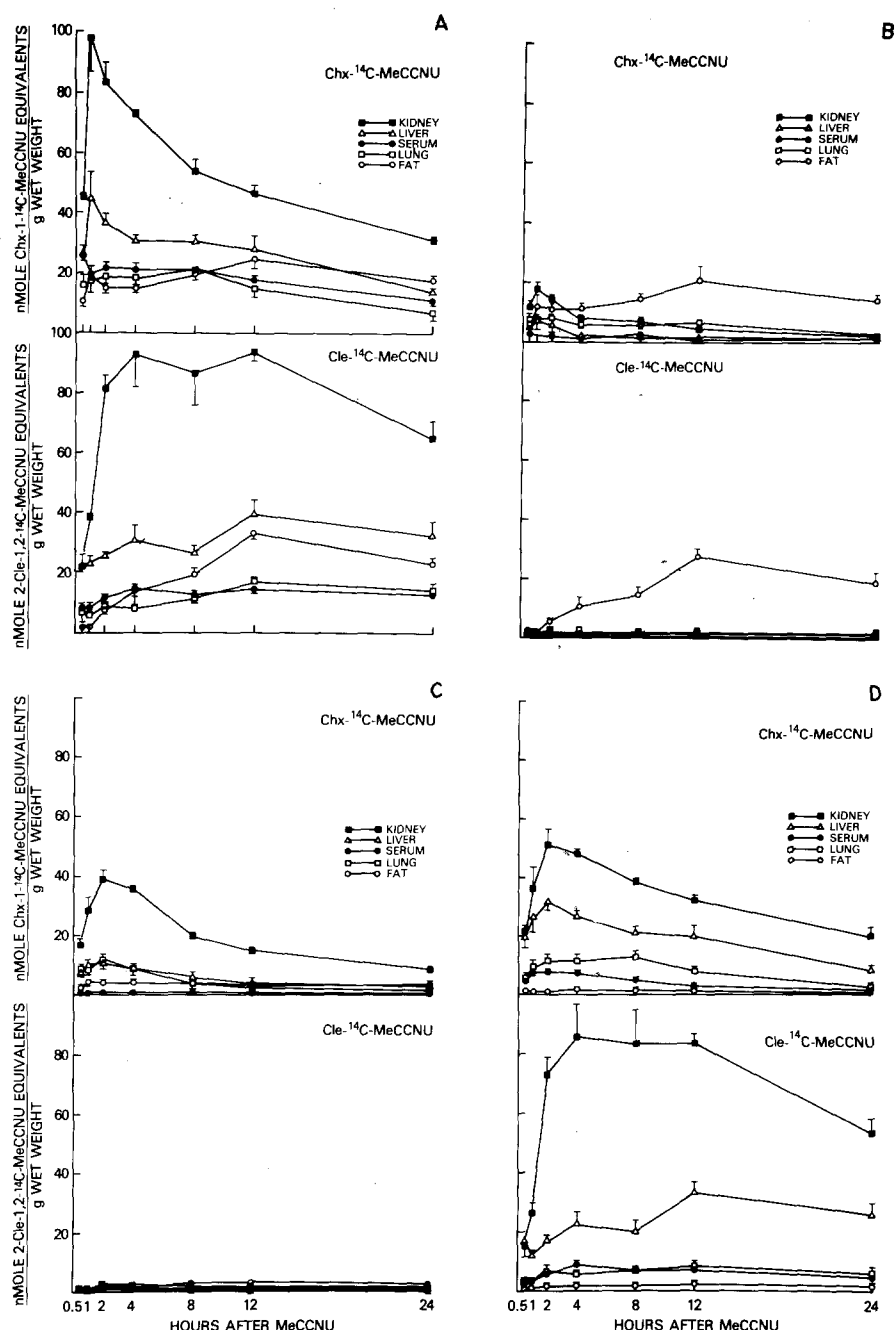 A
Chx-¹⁴C-MeCCNU
KIDNEY
LIVER
SERUM
LUNG
FAT
nMOLE Chx-1-¹⁴C-MeCCNU EQUIVALENTS
g WET WEIGHT
100
80
60
40
20
B
Chx-¹⁴C-MeCCNU
KIDNEY
LIVER
SERUM
LUNG
FAT
Cle-¹⁴C-MeCCNU
nMOLE 2-Cle-1,2-¹⁴C-MeCCNU EQUIVALENTS
g WET WEIGHT
100
80
60
40
20
Cle-¹⁴C-MeCCNU
C
Chx-¹⁴C-MeCCNU
KIDNEY
LIVER
SERUM
LUNG
FAT
nMOLE Chx-1-¹⁴C-MeCCNU EQUIVALENTS
g WET WEIGHT
80
60
40
20
D
Chx-¹⁴C-MeCCNU
KIDNEY
LIVER
SERUM
LUNG
FAT
Cle-¹⁴C-MeCCNU
nMOLE 2-Cle-1,2-¹⁴C-MeCCNU EQUIVALENTS
g WET WEIGHT
80
60
40
20
0.5 1 2 4 8 12 24
HOURS AFTER MeCCNU
Cle-¹⁴C-MeCCNU
0.5 1 2 4 8 12 24
HOURS AFTER MeCCNU